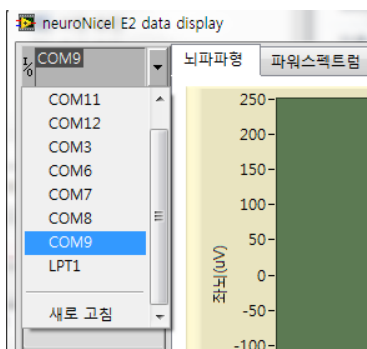 neuroNicel E2 data display
I/O COM9
뇌파파형 파워스펙트럼
COM11
COM12
COM3
COM6
COM7
COM8
COM9
LPT1
새로 고침
250
200
150
100
50
0
-50
-100
좌뇌(uV)